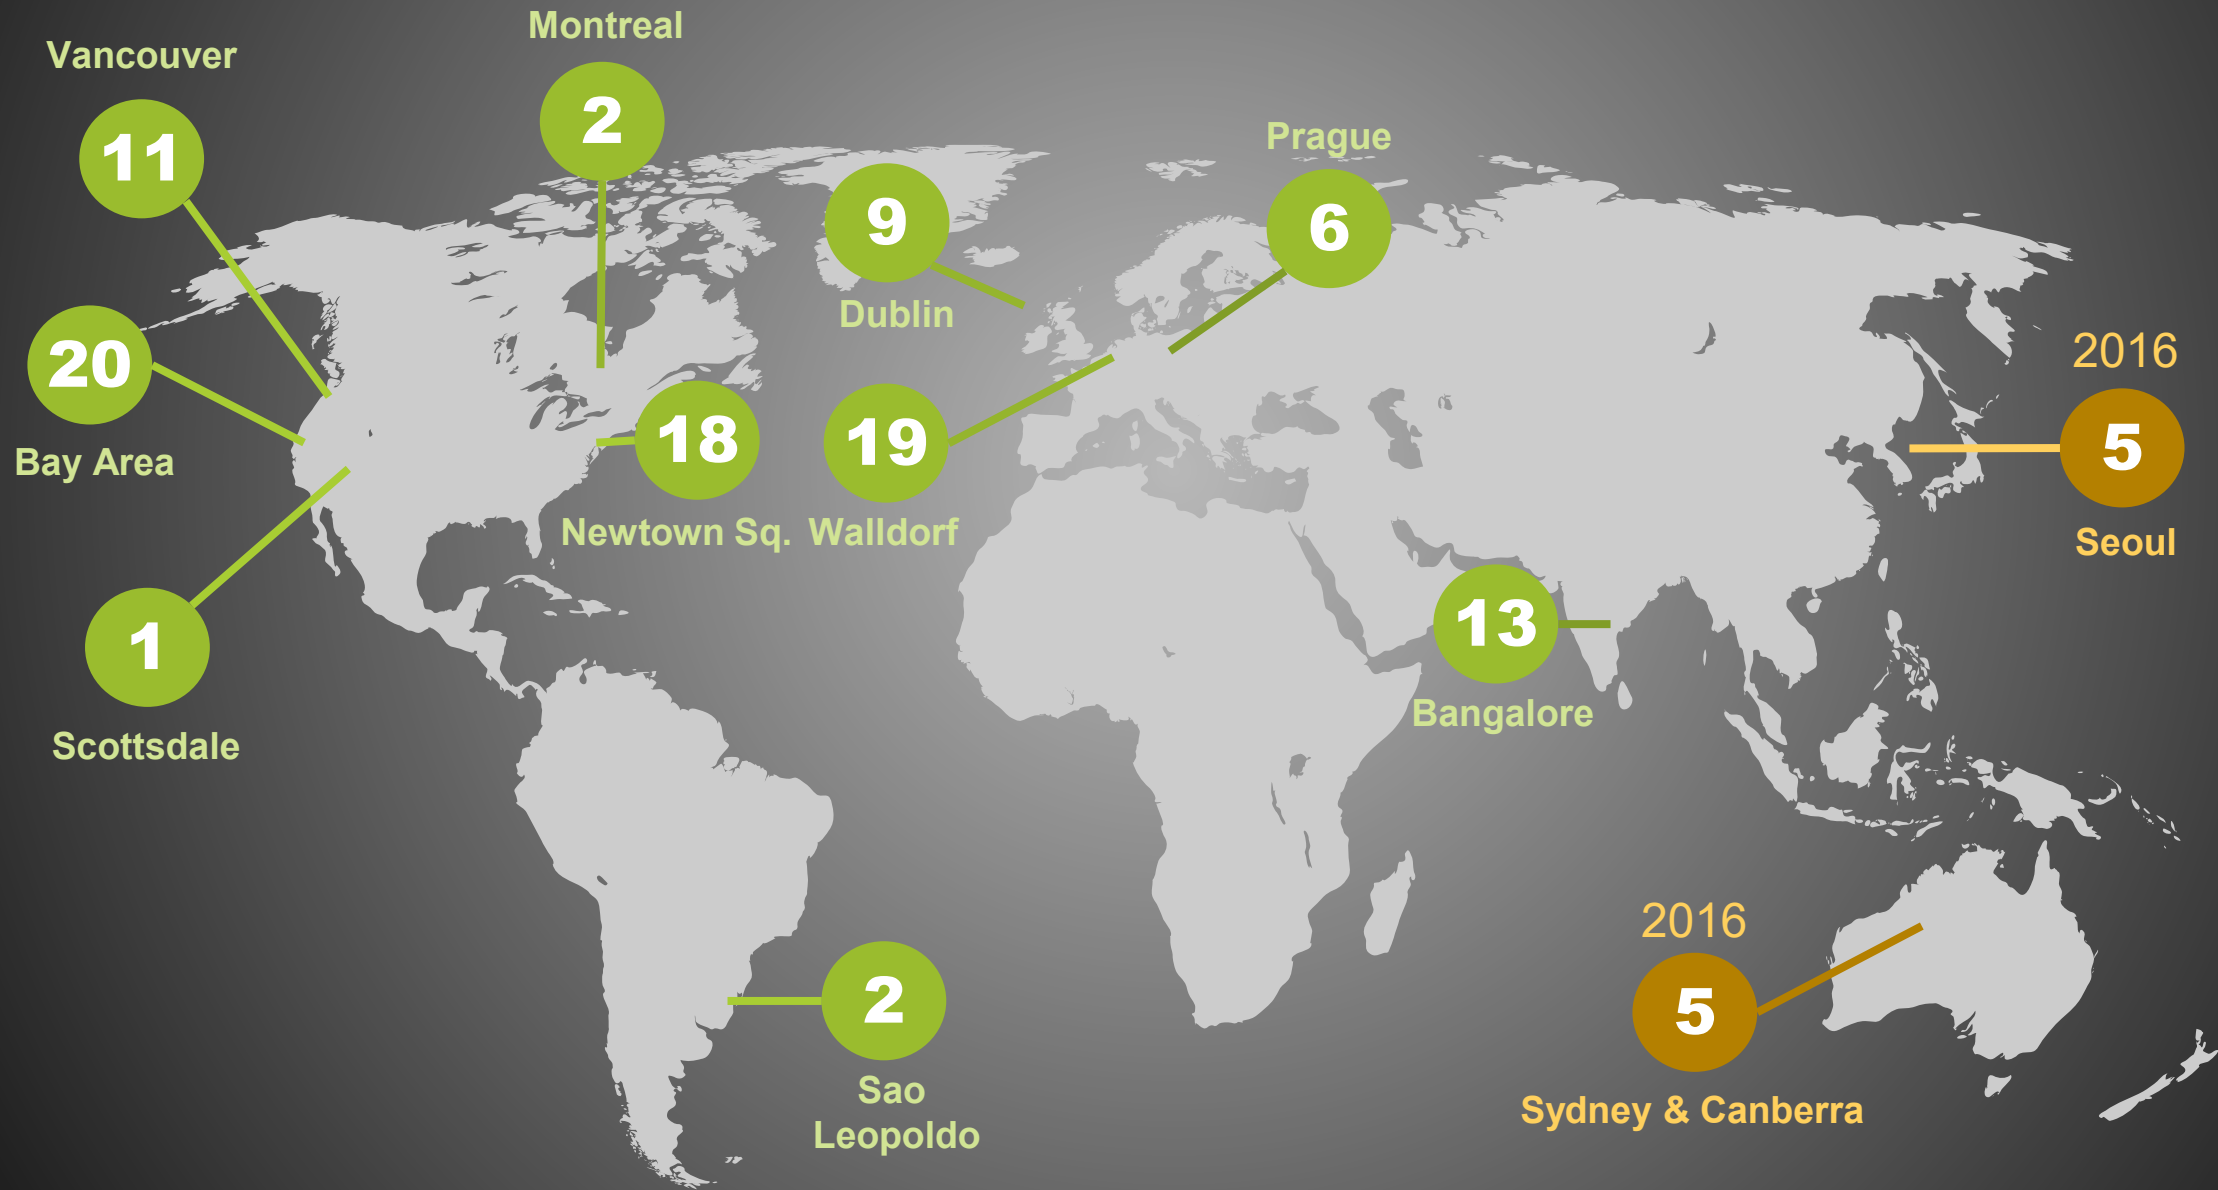 Montreal
2
Vancouver
11
Prague
6
9
Dublin
20
Bay Area
18
Newtown Sq.
19
Walldorf
2016
5
Seoul
1
Scottsdale
13
Bangalore
2
Sao
Leopoldo
2016
5
Sydney & Canberra